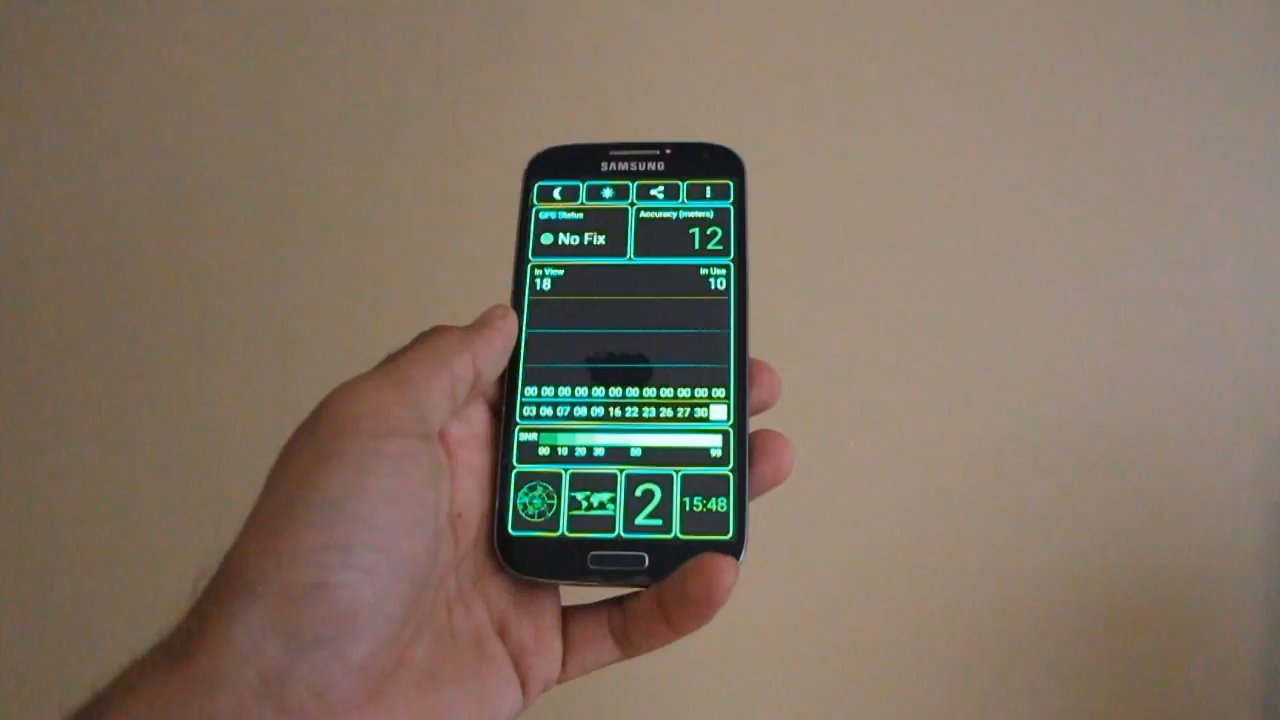 SAMSUNG
GPS Status
Accuracy (meters)
No Fix
12
In View
In Use
18
10
00 00 00 00 00 00 00 00 00 00 00 00
03 06 07 08 09 16 22 23 26 27 30
SNR
00 10 20 30 50 99
2
15:48